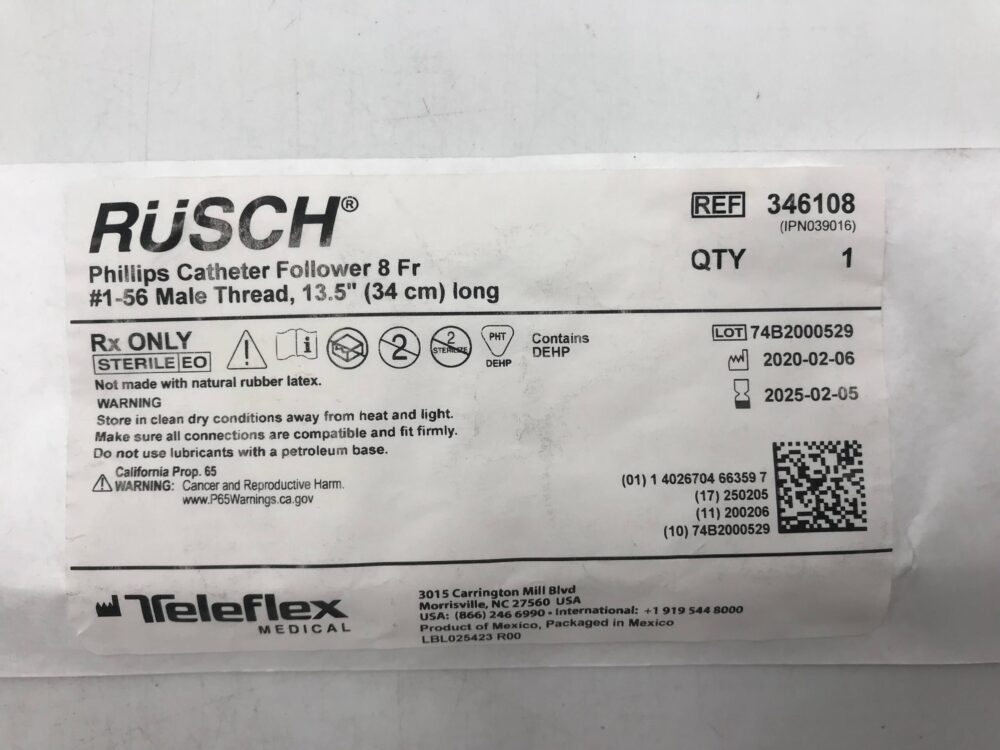 RÜSCH®
Phillips Catheter Follower 8 Fr
#1-56 Male Thread, 13.5" (34 cm) long
REF 346108
(IPN039016)
QTY 1
Rx ONLY
STERILE EO
i
2
2
STERILIZE
PHT
DEHP
Contains
DEHP
LOT 74B2000529
2020-02-06
2025-02-05
Not made with natural rubber latex.
WARNING
Store in clean dry conditions away from heat and light.
Make sure all connections are compatible and fit firmly.
Do not use lubricants with a petroleum base.
California Prop. 65
WARNING: Cancer and Reproductive Harm.
www.P65Warnings.ca.gov
(01) 1 4026704 66359 7
(17) 250205
(11) 200206
(10) 74B2000529
Teleflex
MEDICAL
3015 Carrington Mill Blvd
Morrisville, NC 27560 USA
USA: (866) 246 6990 • International: +1 919 544 8000
Product of Mexico, Packaged in Mexico
LBL025423 R00